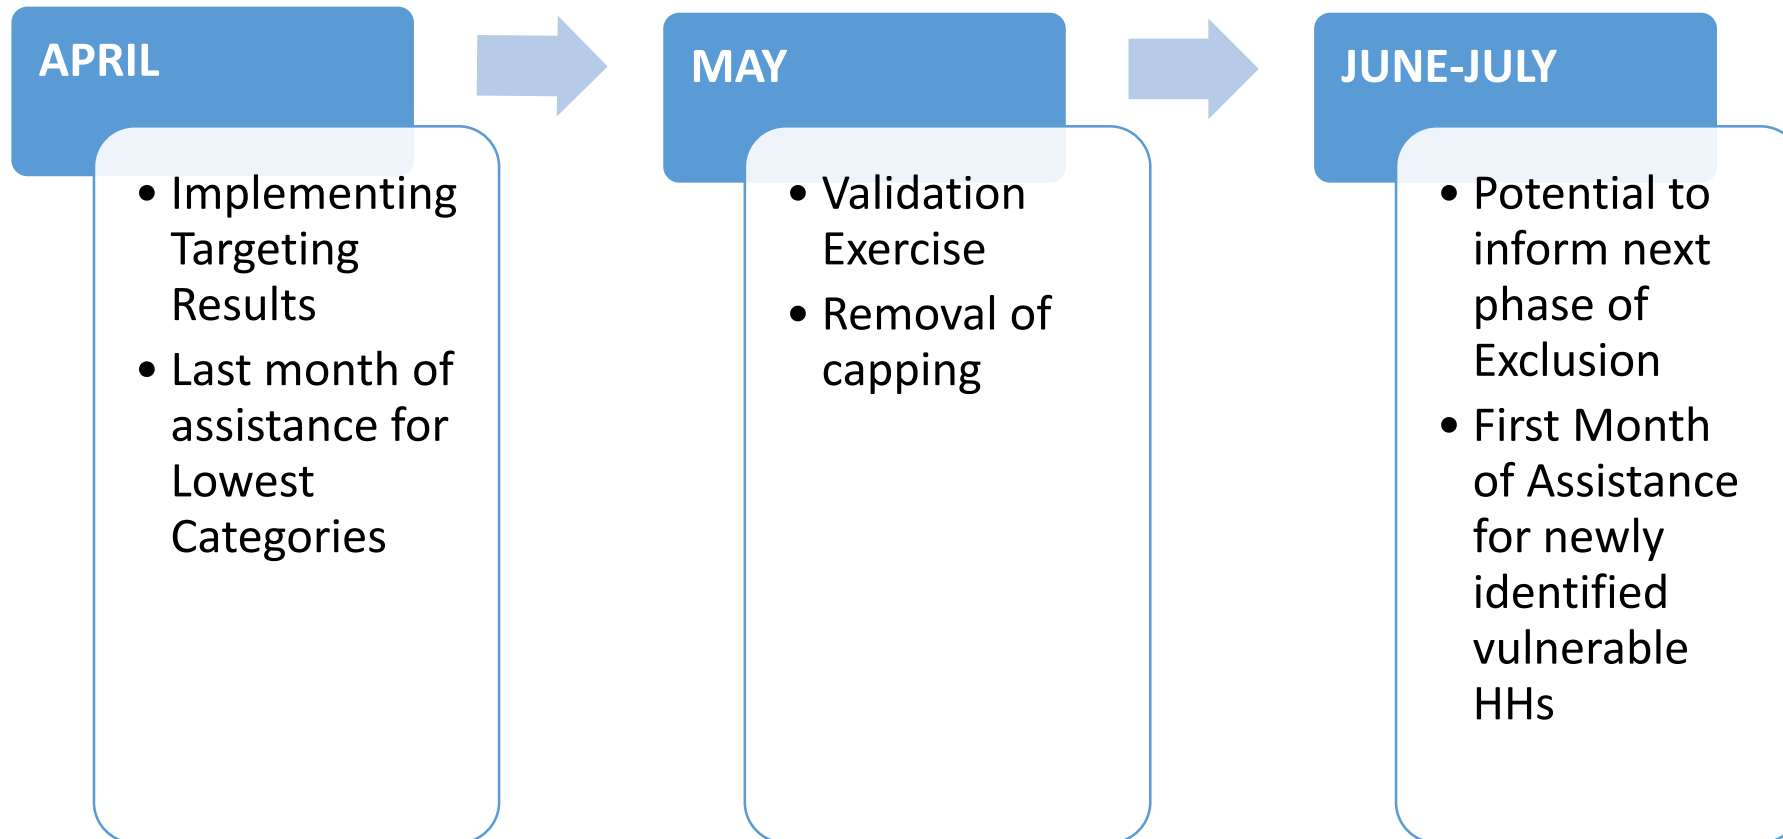 APRIL
• Implementing
Targeting
Results
• Last month of
assistance for
Lowest
Categories
MAY
• Validation
Exercise
• Removal of
capping
JUNE-JULY
• Potential to
inform next
phase of
Exclusion
• First Month
of Assistance
for newly
identified
vulnerable
HHs